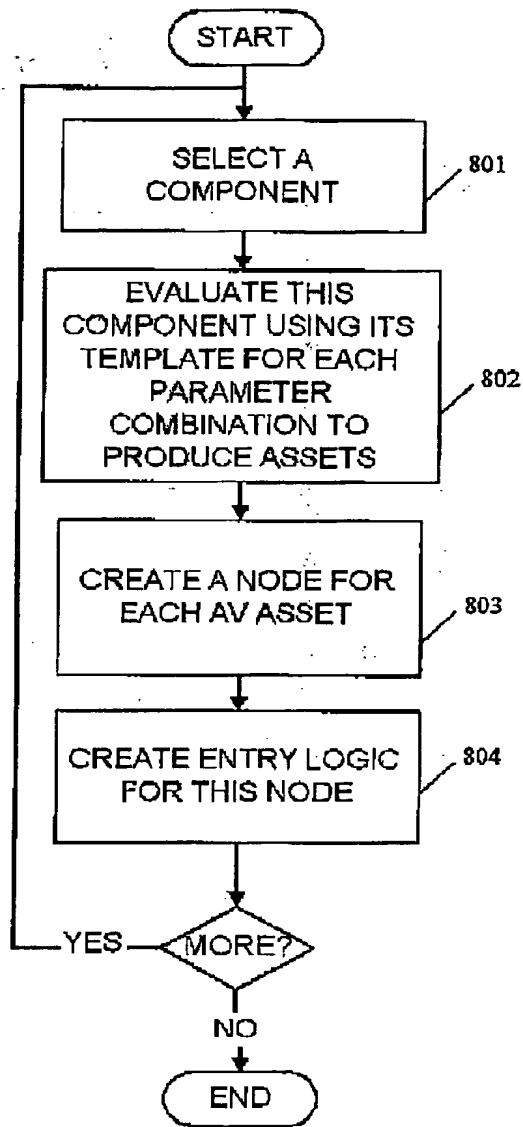 START
SELECT A
COMPONENT
801
EVALUATE THIS
COMPONENT USING ITS
TEMPLATE FOR EACH
PARAMETER
COMBINATION TO
PRODUCE ASSETS
802
CREATE A NODE FOR
EACH AV ASSET
803
CREATE ENTRY LOGIC
FOR THIS NODE
804
YES
MORE?
NO
END